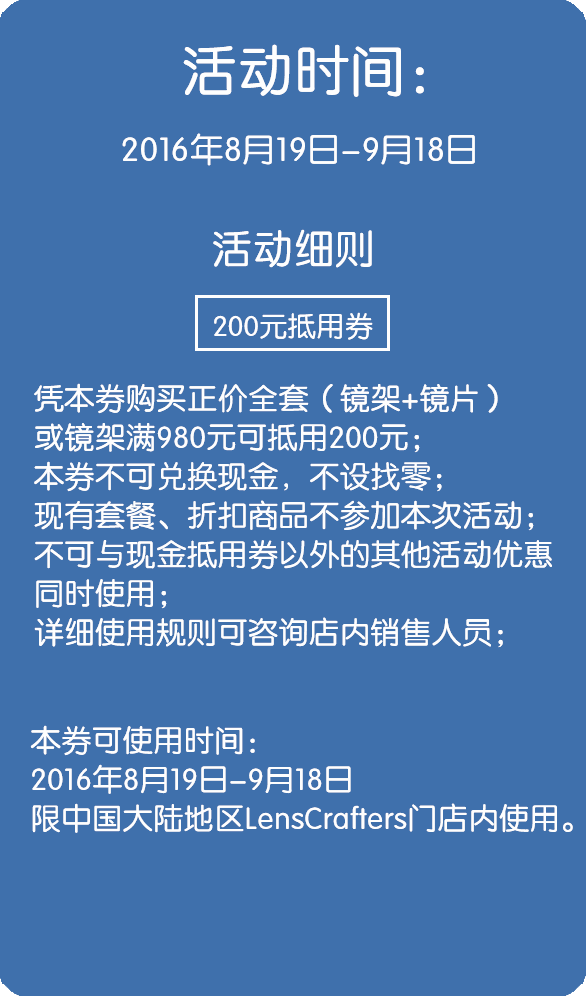 活动时间：
2016年8月19日-9月18日
活动细则
200元抵用券
凭本券购买正价全套（镜架+镜片）
或镜架满980元可抵用200元；
本券不可兑换现金，不设找零；
现有套餐、折扣商品不参加本次活动；
不可与现金抵用券以外的其他活动优惠
同时使用；
详细使用规则可咨询店内销售人员；
本券可使用时间：
2016年8月19日-9月18日
限中国大陆地区LensCrafters门店内使用。